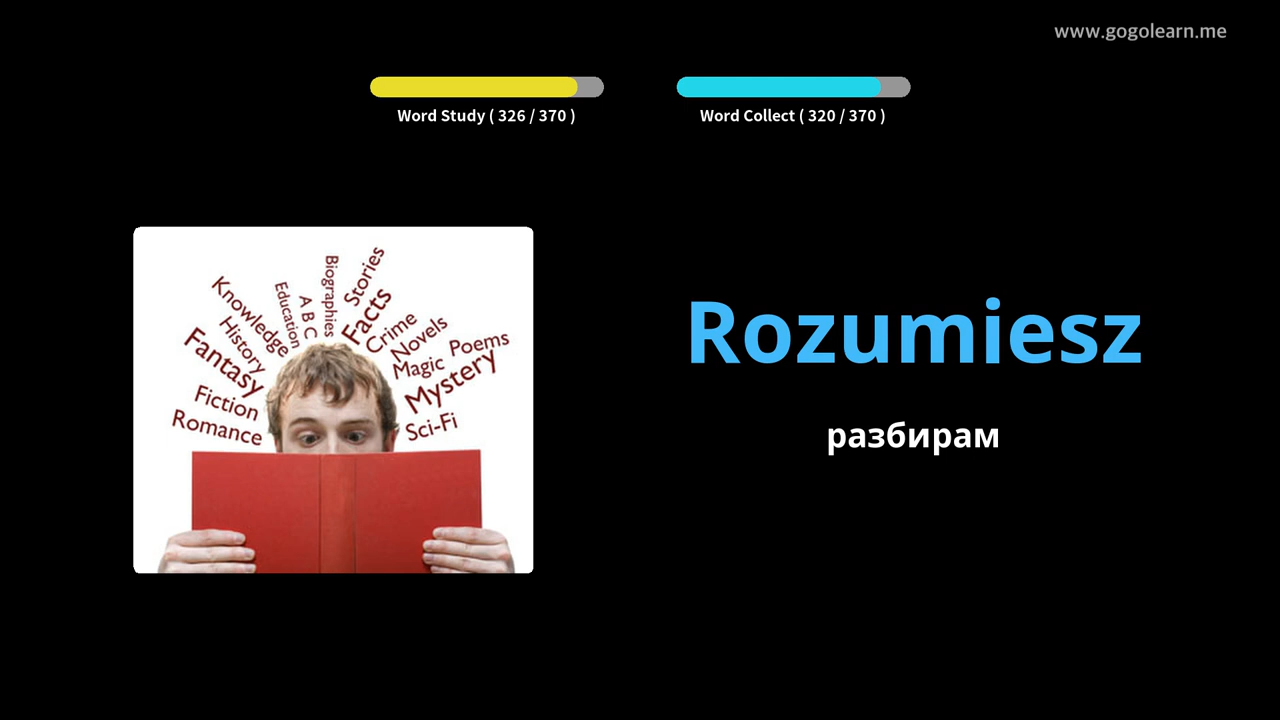 www.gogolearn.me
Word Study ( 326 / 370 )
Word Collect ( 320 / 370 )
Rozumiesz
разбирам
Biographies
Stories
Knowledge
Education
A B C
Facts
History
Crime
Novels
Fantasy
Magic
Poems
Mystery
Fiction
Romance
Sci-Fi